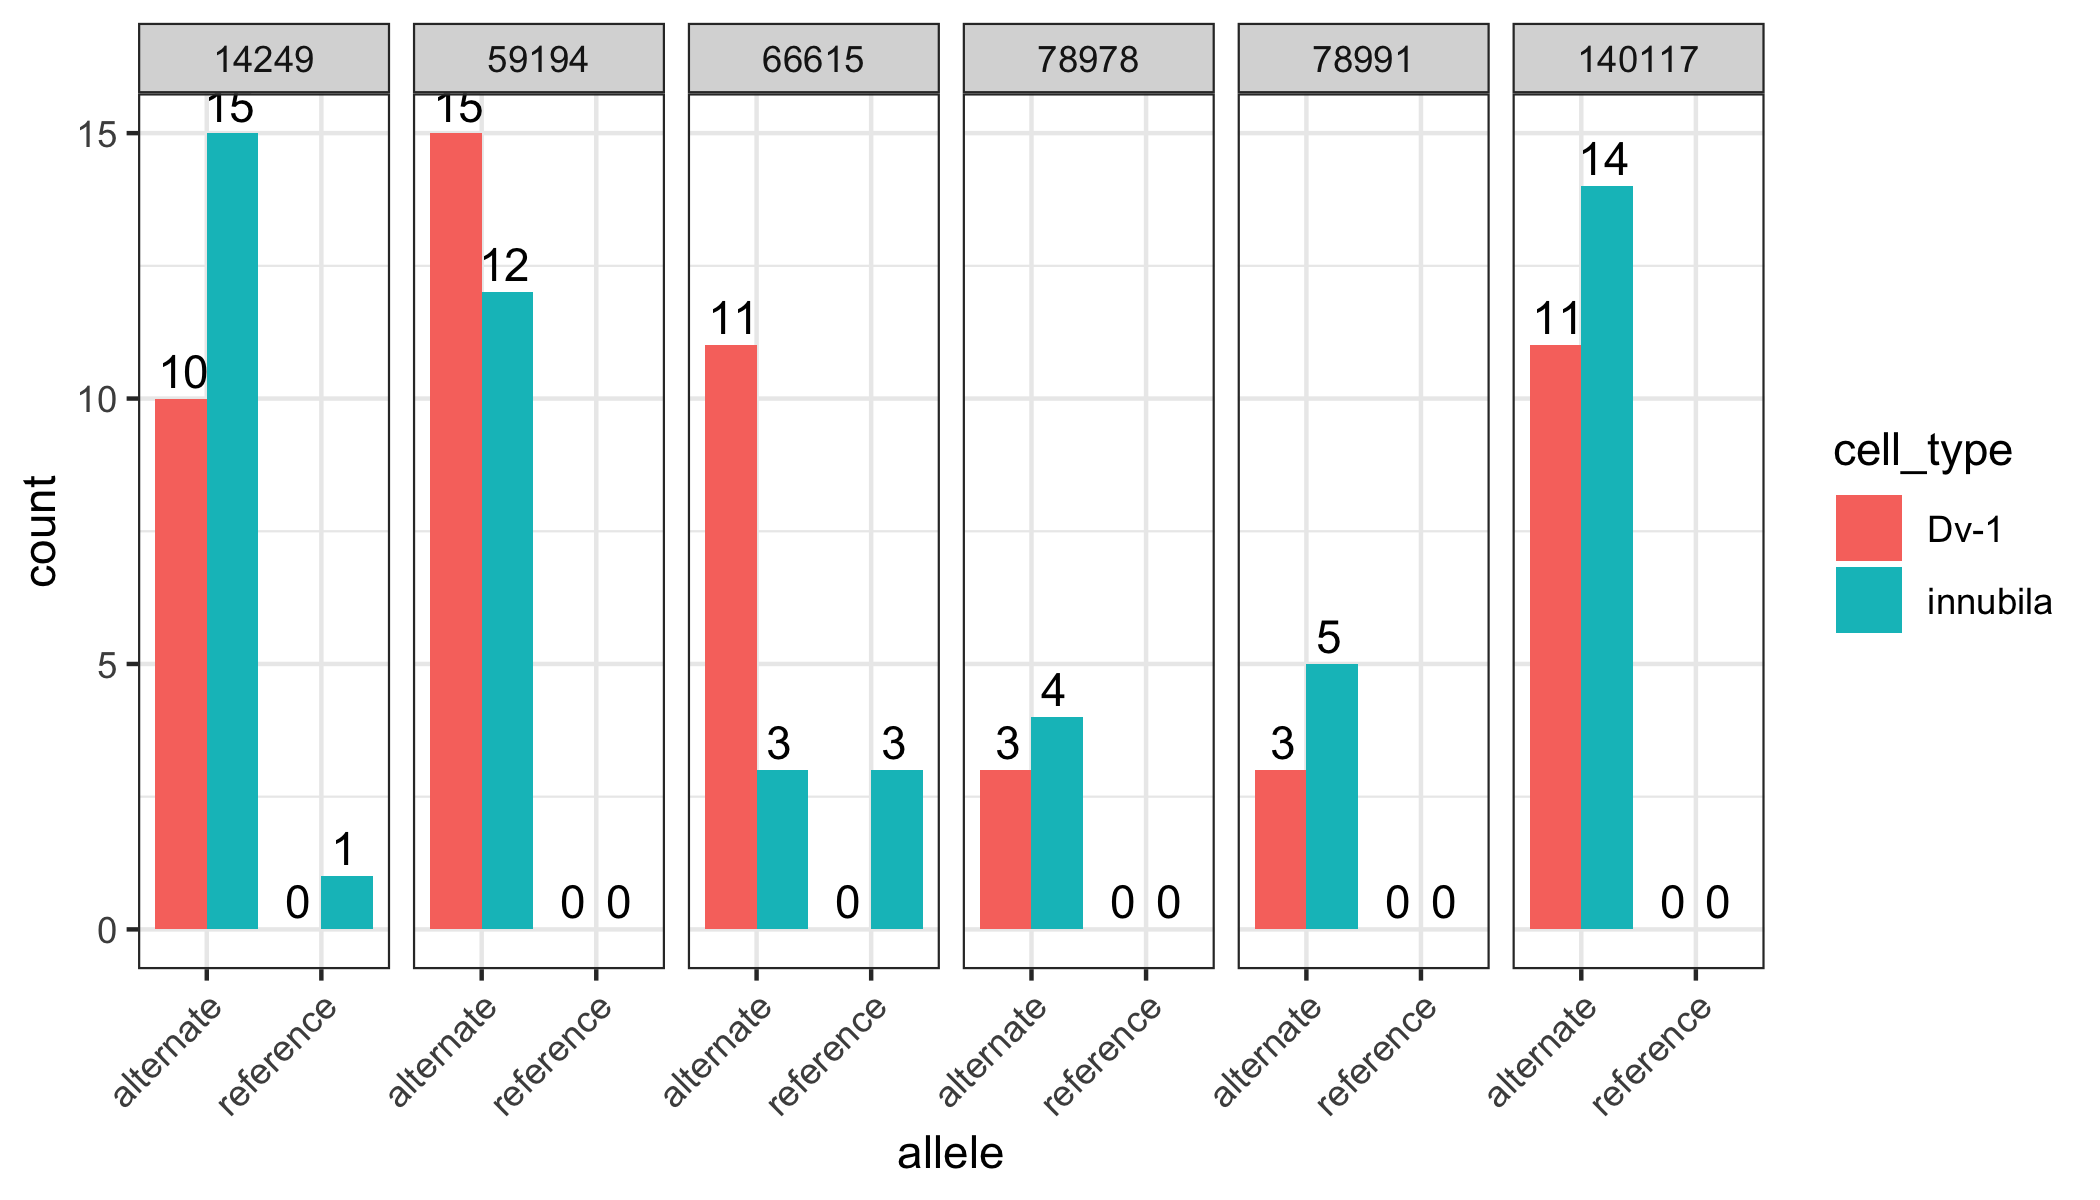 14249 59194 66615 78978 78991 140117
15 15 15
14
12
11 11
10 10
count
cell_type
Dv-1
innubila
5 5
4
3 3 3 3
1
0 0 0 0 0 0 0 0 0 0 0
alternate reference alternate reference alternate reference alternate reference alternate reference alternate reference
allele